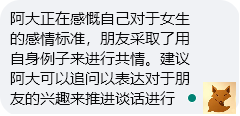 阿大正在感慨自己对于女生
的感情标准，朋友采取了用
自身例子来进行共情。建议
阿大可以追问以表达对于朋
友的兴趣来推进谈话进行